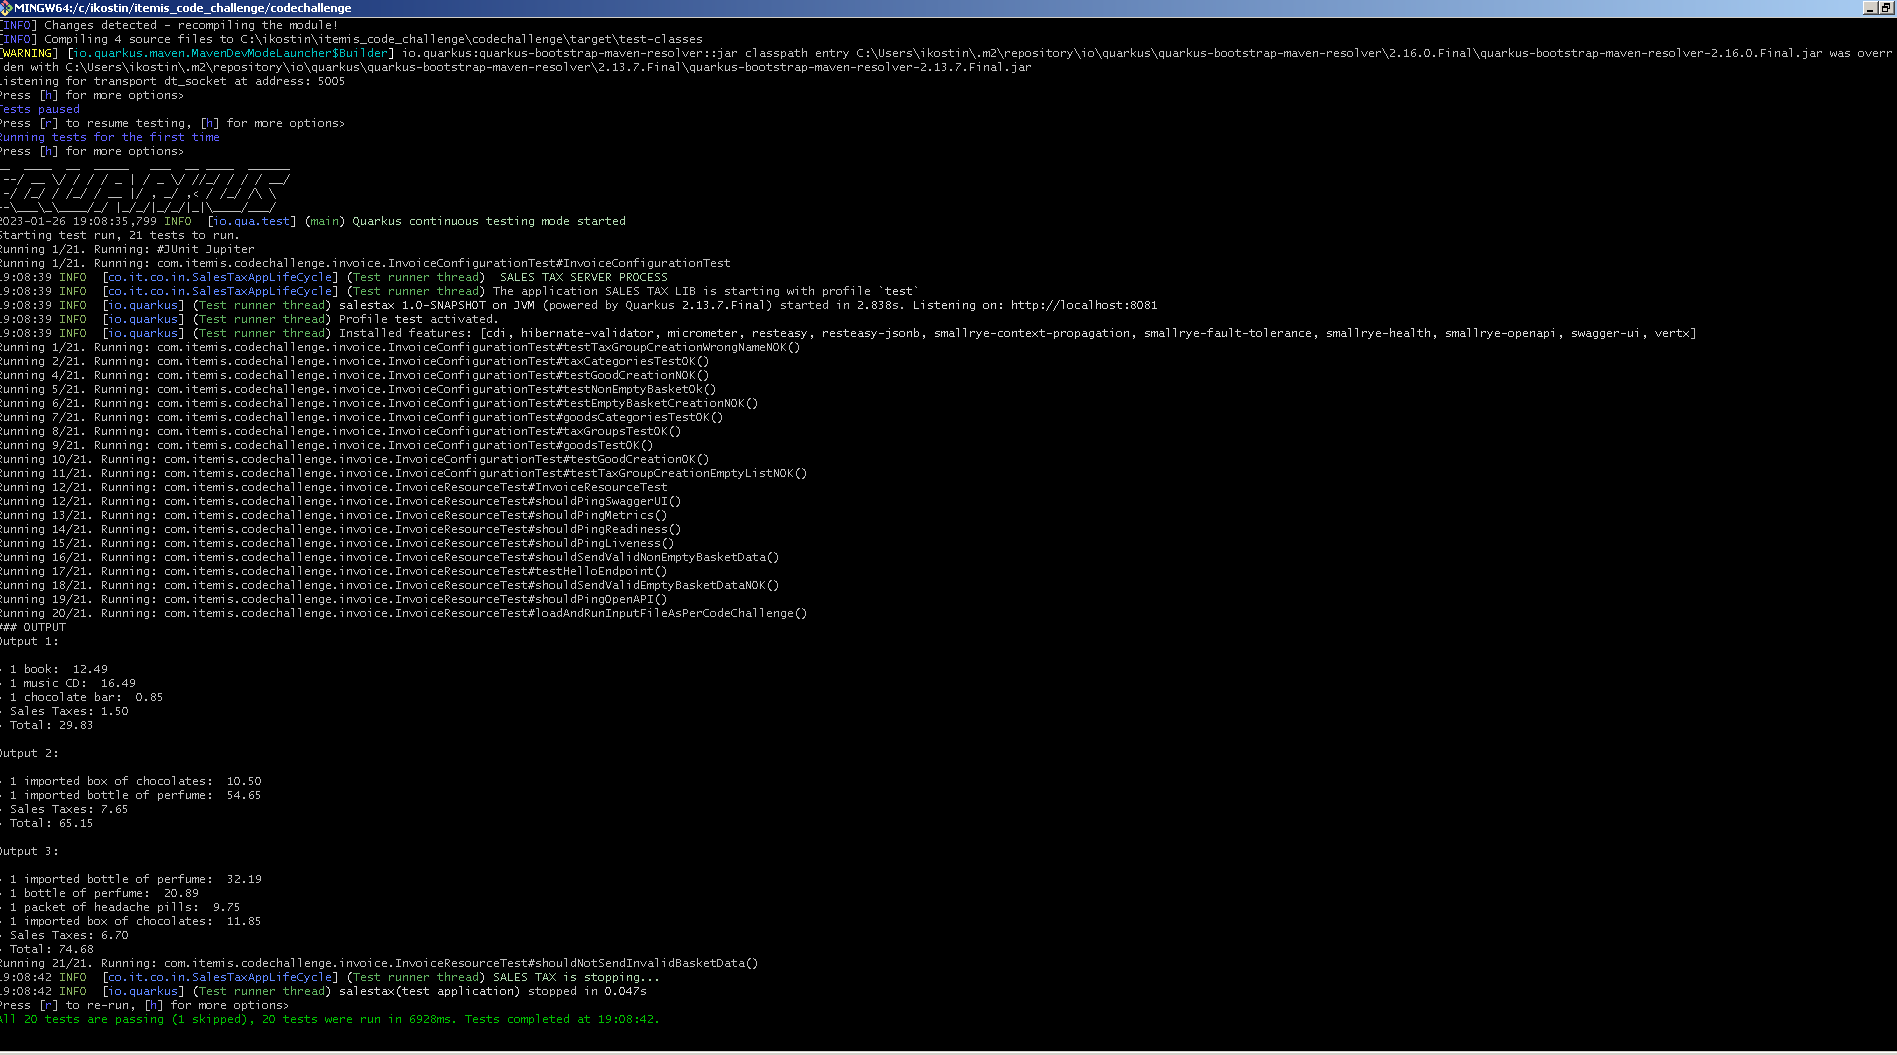 MINGW64:/c/ikostin/itemis_code_challenge/codechallenge
[INFO] Changes detected - recompiling the module!
[INFO] Compiling 4 source files to C:\ikostin\itemis_code_challenge\codechallenge\target\test-classes
[WARNING] [io.quarkus.maven.MavenDevModeLauncher$Builder] io.quarkus:quarkus-bootstrap-maven-resolver::jar classpath entry C:\Users\ikostin\.m2\repository\io\quarkus\quarkus-bootstrap-maven-resolver\2.16.0.Final\quarkus-bootstrap-maven-resolver-2.16.0.Final.jar was overr
den with C:\Users\ikostin\.m2\repository\io\quarkus\quarkus-bootstrap-maven-resolver\2.13.7.Final\quarkus-bootstrap-maven-resolver-2.13.7.Final.jar
Listening for transport dt_socket at address: 5005
Press [h] for more options>
Tests paused
Press [r] to resume testing, [h] for more options>
Running tests for the first time
Press [h] for more options>
__  ____  __  _____   ___  __ ____  ______
--/ __ \/ / / / _ | / _ \/ //_/ / / / __/
-/ /_/ / /_/ / __ |/ , _/ ,< / /_/ /\ \
--\___\_\____/_/ |_/_/|_/_/|_|\____/___/
2023-01-26 19:08:35,799 INFO  [io.qua.test] (main) Quarkus continuous testing mode started
Starting test run, 21 tests to run.
Running 1/21. Running: #JUnit Jupiter
Running 1/21. Running: com.itemis.codechallenge.invoice.InvoiceConfigurationTest#InvoiceConfigurationTest
19:08:39 INFO  [co.it.co.in.SalesTaxAppLifeCycle] (Test runner thread)  SALES TAX SERVER PROCESS
19:08:39 INFO  [co.it.co.in.SalesTaxAppLifeCycle] (Test runner thread) The application SALES TAX LIB is starting with profile `test`
19:08:39 INFO  [io.quarkus] (Test runner thread) salestax 1.0-SNAPSHOT on JVM (powered by Quarkus 2.13.7.Final) started in 2.838s. Listening on: http://localhost:8081
19:08:39 INFO  [io.quarkus] (Test runner thread) Profile test activated.
19:08:39 INFO  [io.quarkus] (Test runner thread) Installed features: [cdi, hibernate-validator, micrometer, resteasy, resteasy-jsonb, smallrye-context-propagation, smallrye-fault-tolerance, smallrye-health, smallrye-openapi, swagger-ui, vertx]
Running 1/21. Running: com.itemis.codechallenge.invoice.InvoiceConfigurationTest#testTaxGroupCreationWrongNameNOK()
Running 2/21. Running: com.itemis.codechallenge.invoice.InvoiceConfigurationTest#taxCategoriesTestOK()
Running 4/21. Running: com.itemis.codechallenge.invoice.InvoiceConfigurationTest#testGoodCreationNOK()
Running 5/21. Running: com.itemis.codechallenge.invoice.InvoiceConfigurationTest#testNonEmptyBasketOk()
Running 6/21. Running: com.itemis.codechallenge.invoice.InvoiceConfigurationTest#testEmptyBasketCreationNOK()
Running 7/21. Running: com.itemis.codechallenge.invoice.InvoiceConfigurationTest#goodsCategoriesTestOK()
Running 8/21. Running: com.itemis.codechallenge.invoice.InvoiceConfigurationTest#taxGroupsTestOK()
Running 9/21. Running: com.itemis.codechallenge.invoice.InvoiceConfigurationTest#goodsTestOK()
Running 10/21. Running: com.itemis.codechallenge.invoice.InvoiceConfigurationTest#testGoodCreationOK()
Running 11/21. Running: com.itemis.codechallenge.invoice.InvoiceConfigurationTest#testTaxGroupCreationEmptyListNOK()
Running 12/21. Running: com.itemis.codechallenge.invoice.InvoiceResourceTest#InvoiceResourceTest
Running 12/21. Running: com.itemis.codechallenge.invoice.InvoiceResourceTest#shouldPingSwaggerUI()
Running 13/21. Running: com.itemis.codechallenge.invoice.InvoiceResourceTest#shouldPingMetrics()
Running 14/21. Running: com.itemis.codechallenge.invoice.InvoiceResourceTest#shouldPingReadiness()
Running 15/21. Running: com.itemis.codechallenge.invoice.InvoiceResourceTest#shouldPingLiveness()
Running 16/21. Running: com.itemis.codechallenge.invoice.InvoiceResourceTest#shouldSendValidNonEmptyBasketData()
Running 17/21. Running: com.itemis.codechallenge.invoice.InvoiceResourceTest#testHelloEndpoint()
Running 18/21. Running: com.itemis.codechallenge.invoice.InvoiceResourceTest#shouldSendValidEmptyBasketDataNOK()
Running 19/21. Running: com.itemis.codechallenge.invoice.InvoiceResourceTest#shouldPingOpenAPI()
Running 20/21. Running: com.itemis.codechallenge.invoice.InvoiceResourceTest#loadAndRunInputFileAsPerCodeChallenge()
### OUTPUT
Output 1:
> 1 book:  12.49
> 1 music CD:  16.49
> 1 chocolate bar:  0.85
> Sales Taxes: 1.50
> Total: 29.83
Output 2:
> 1 imported box of chocolates:  10.50
> 1 imported bottle of perfume:  54.65
> Sales Taxes: 7.65
> Total: 65.15
Output 3:
> 1 imported bottle of perfume:  32.19
> 1 bottle of perfume:  20.89
> 1 packet of headache pills:  9.75
> 1 imported box of chocolates:  11.85
> Sales Taxes: 6.70
> Total: 74.68
Running 21/21. Running: com.itemis.codechallenge.invoice.InvoiceResourceTest#shouldNotSendInvalidBasketData()
19:08:42 INFO  [co.it.co.in.SalesTaxAppLifeCycle] (Test runner thread) SALES TAX is stopping...
19:08:42 INFO  [io.quarkus] (Test runner thread) salestax(test application) stopped in 0.047s
Press [r] to re-run, [h] for more options>
All 20 tests are passing (1 skipped), 20 tests were run in 6928ms. Tests completed at 19:08:42.